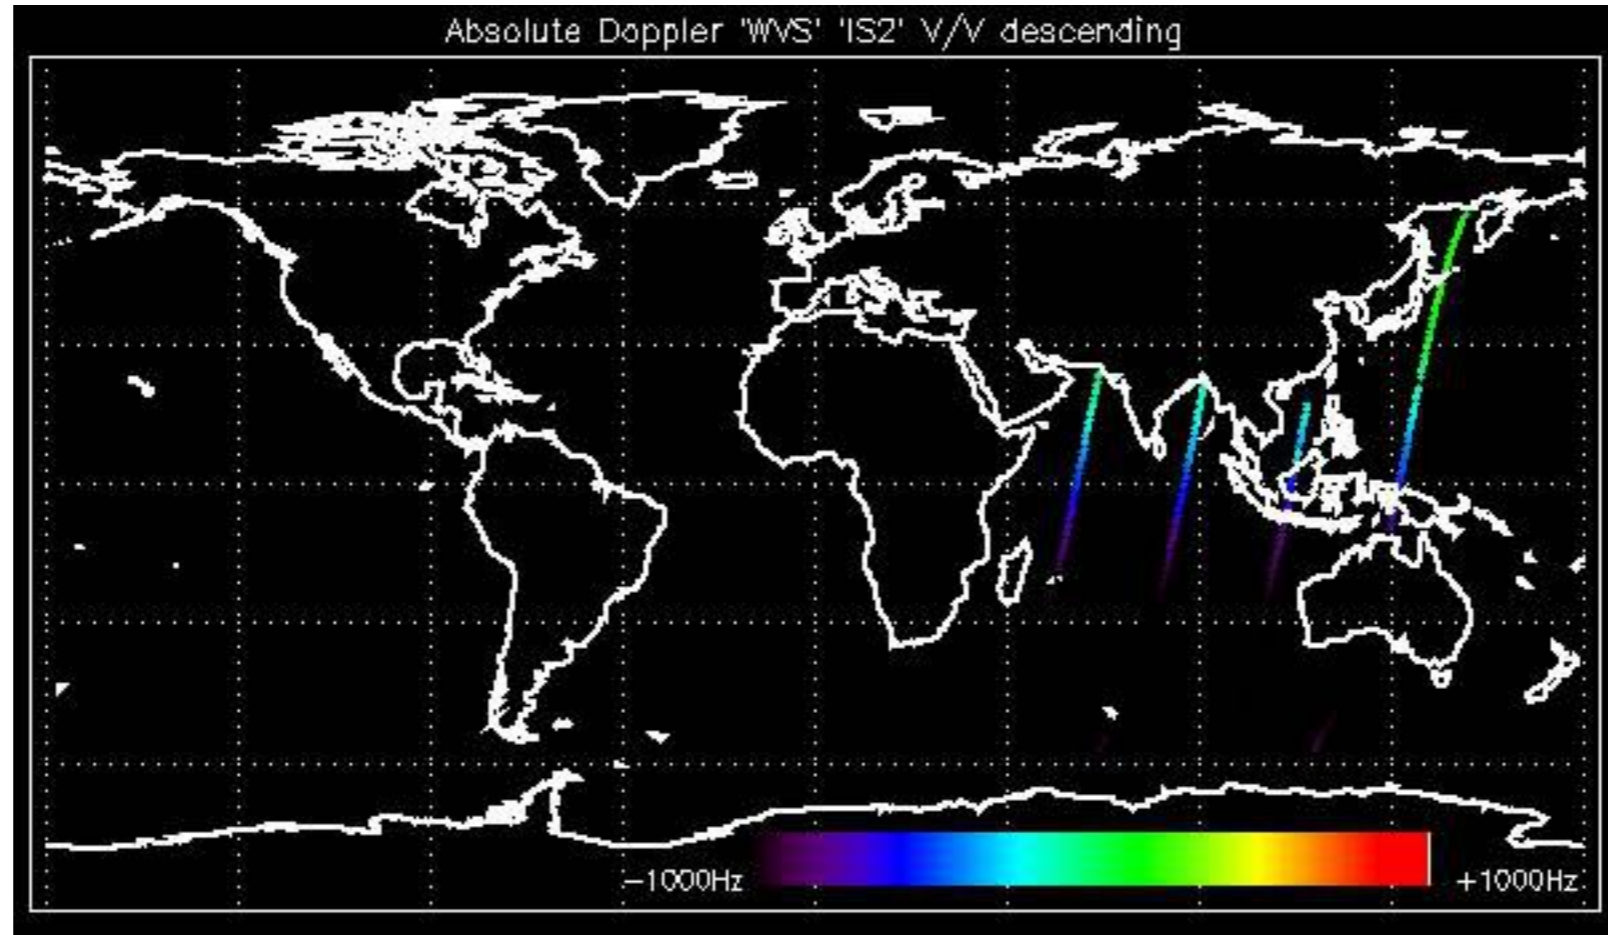 Absolute Doppler 'WVS' 'IS2' V/V descending
−1000Hz
+1000Hz